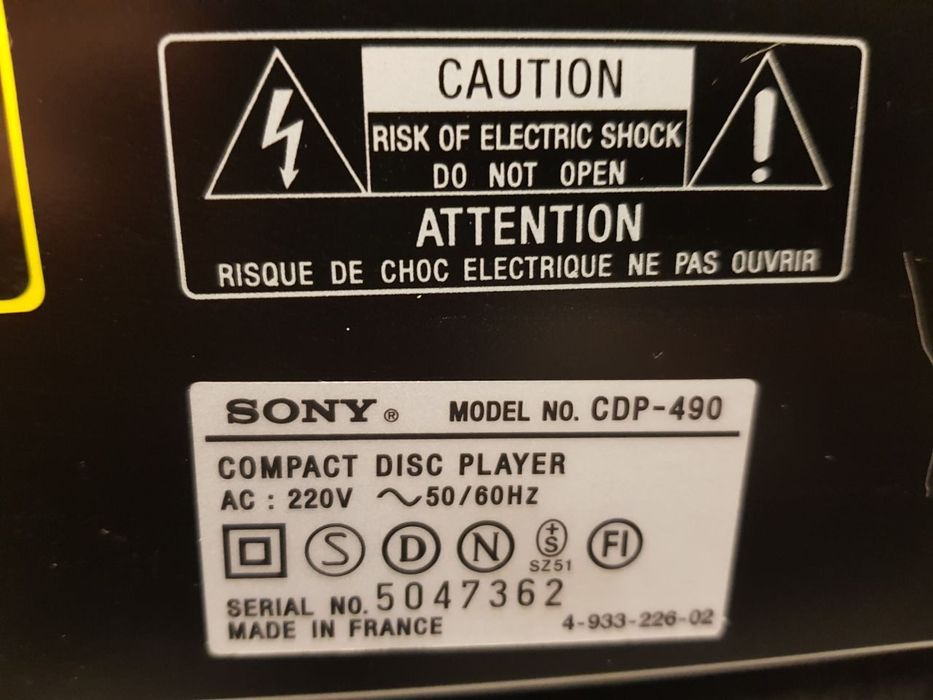 CAUTION
RISK OF ELECTRIC SHOCK
DO NOT OPEN
ATTENTION
RISQUE DE CHOC ELECTRIQUE NE PAS OUVRIR
SONY ® MODEL NO. CDP-490
COMPACT DISC PLAYER
AC : 220V ~ 50/60HZ
S D N +S FI
SZ51
SERIAL NO. 5047362
MADE IN FRANCE 4-933-226-02